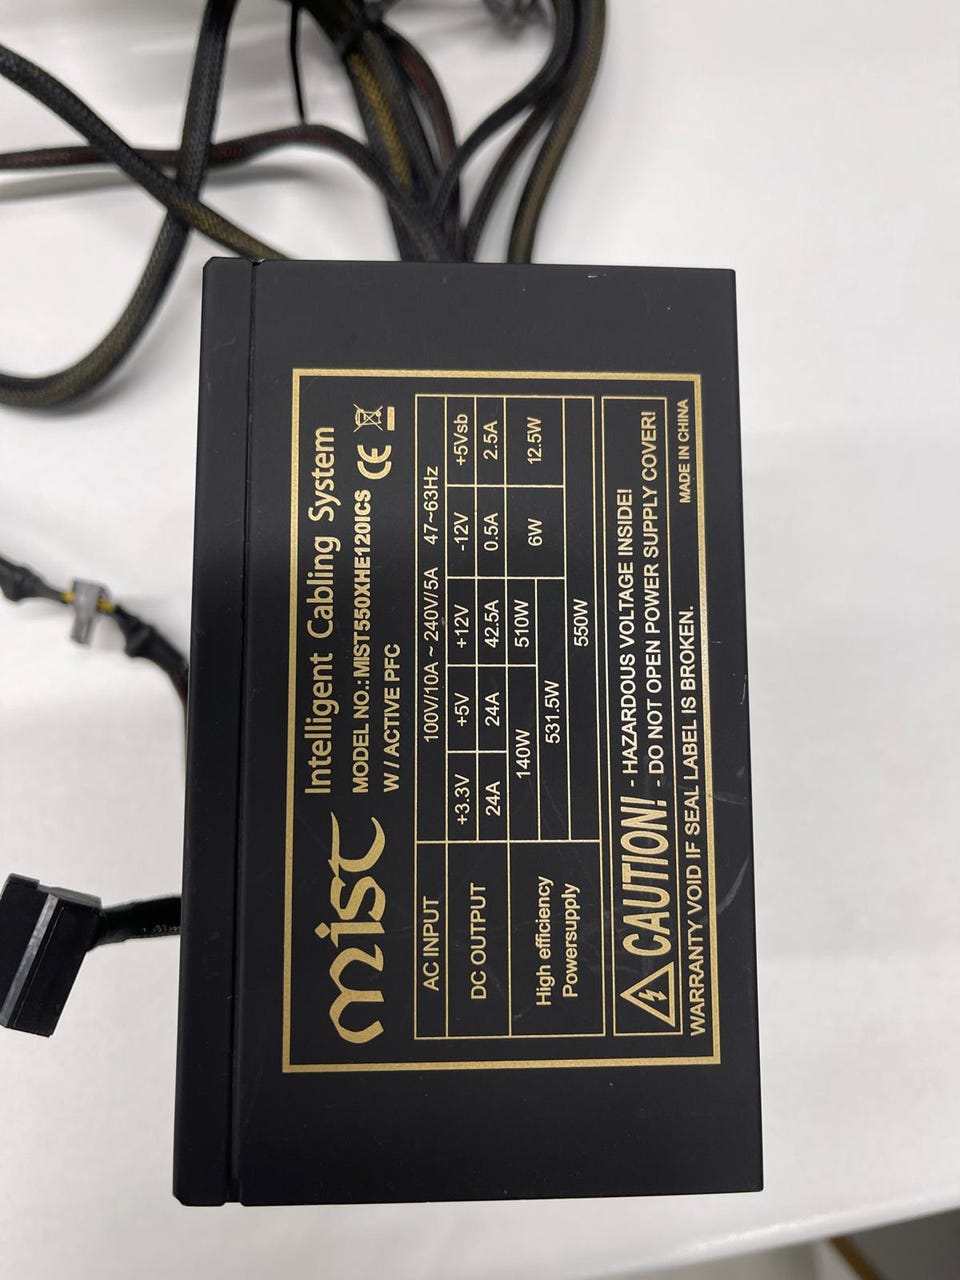 mist
Intelligent Cabling System
MODEL NO.: MIST550XHE120ICS
W / ACTIVE PFC
CE
AC INPUT 100V/10A ~ 240V/5A 47~63Hz
DC OUTPUT +3.3V +5V +12V -12V +5Vsb
24A 24A 42.5A 0.5A 2.5A
High efficiency Powersupply 140W 510W 6W 12.5W
531.5W
550W
CAUTION! - HAZARDOUS VOLTAGE INSIDE!
- DO NOT OPEN POWER SUPPLY COVER!
WARRANTY VOID IF SEAL LABEL IS BROKEN. MADE IN CHINA